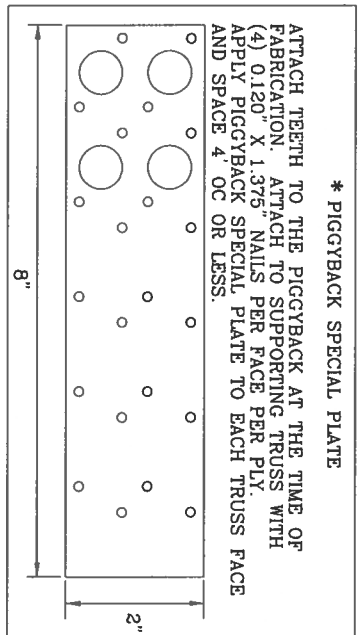 * PIGGYBACK SPECIAL PLATE
ATTACH TEETH TO THE PIGGYBACK AT THE TIME OF
FABRICATION. ATTACH TO SUPPORTING TRUSS WITH
(4) 0.120" X 1.375" NAILS PER FACE PER PLY.
APPLY PIGGYBACK SPECIAL PLATE TO EACH TRUSS FACE
AND SPACE 4' OC OR LESS.
8"
2"